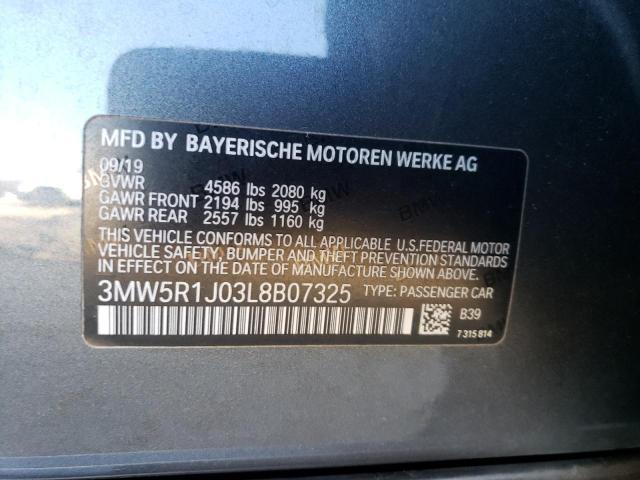 MFD BY BAYERISCHE MOTOREN WERKE AG
09/19
GVWR 4586 lbs 2080 kg
GAWR FRONT 2194 lbs 995 kg
GAWR REAR 2557 lbs 1160 kg
THIS VEHICLE CONFORMS TO ALL APPLICABLE U.S.FEDERAL MOTOR
VEHICLE SAFETY, BUMPER AND THEFT PREVENTION STANDARDS
IN EFFECT ON THE DATE OF MANUFACTURE SHOWN ABOVE.
3MW5R1J03L8B07325 TYPE: PASSENGER CAR
B39
7 315 814